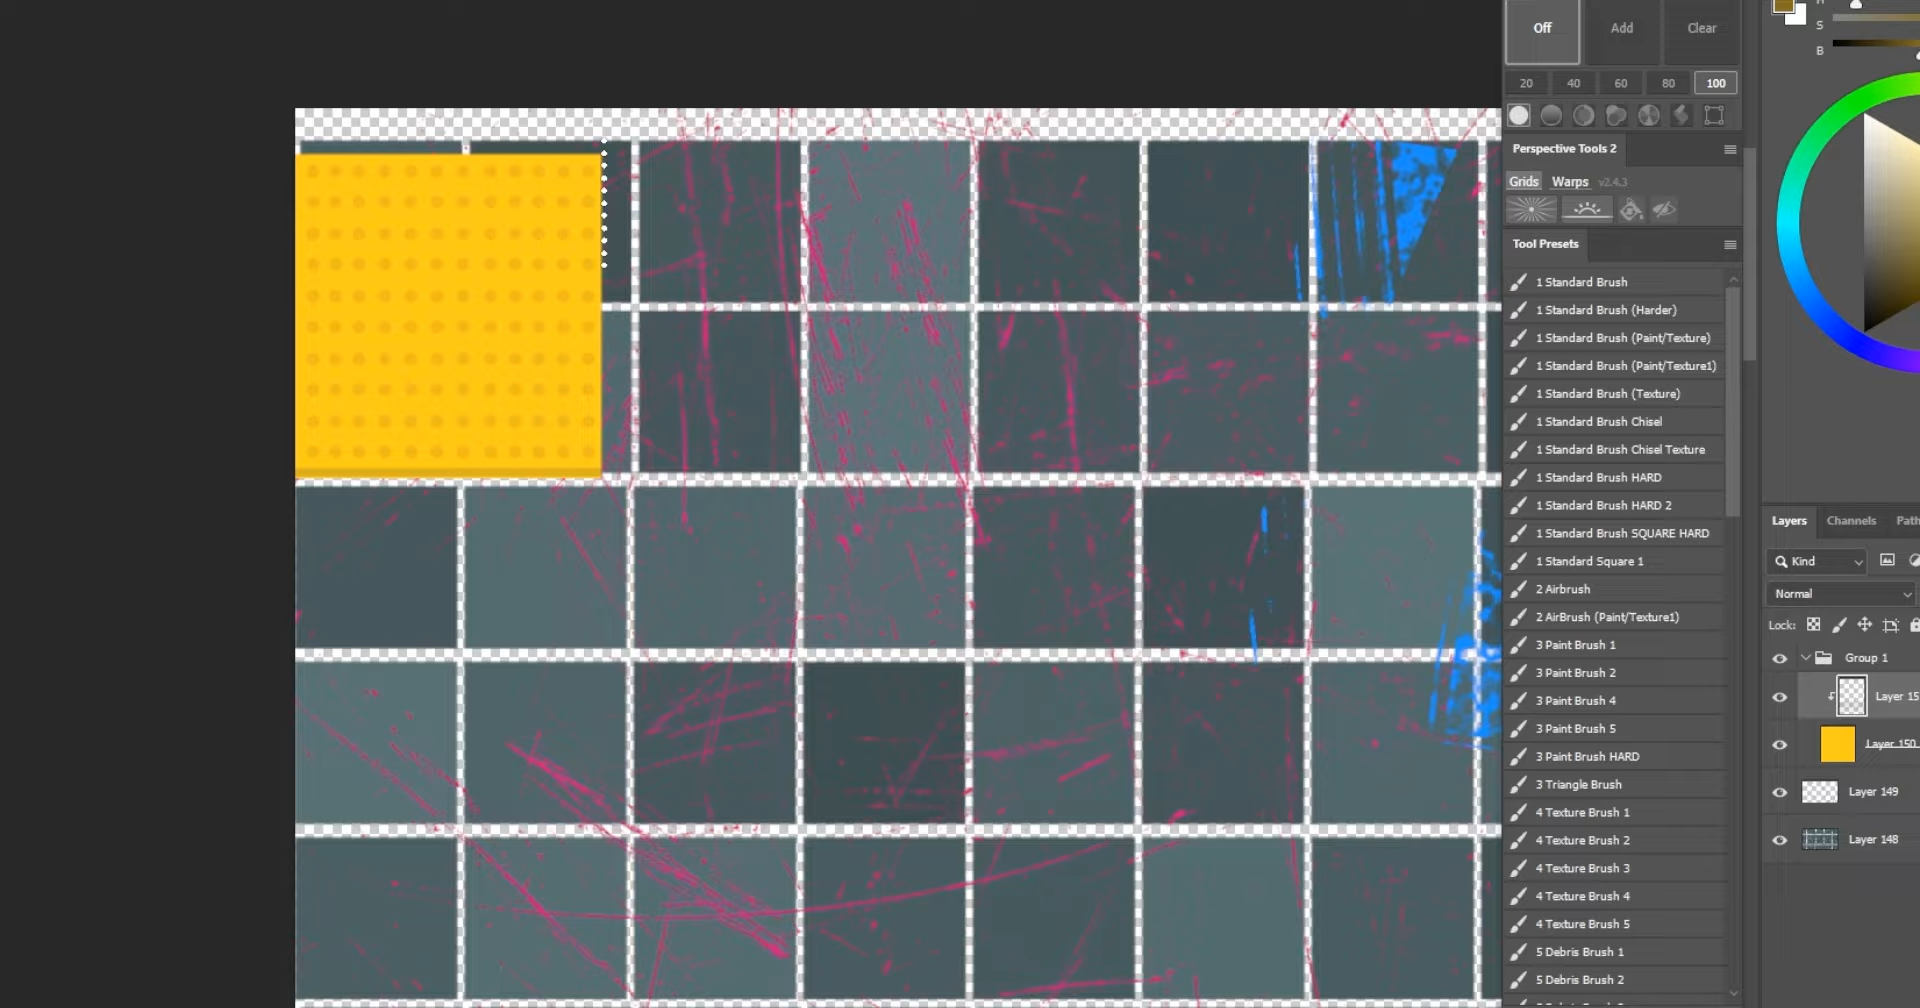 Off Add Clear
20 40 60 80 100
Perspective Tools 2
Grids Warps v2.4.3
Tool Presets
1 Standard Brush
1 Standard Brush (Harder)
1 Standard Brush (Paint/Texture)
1 Standard Brush (Paint/Texture1)
1 Standard Brush (Texture)
1 Standard Brush Chisel
1 Standard Brush Chisel Texture
1 Standard Brush HARD
1 Standard Brush HARD 2
1 Standard Brush SQUARE HARD
1 Standard Square 1
2 Airbrush
2 AirBrush (Paint/Texture1)
3 Paint Brush 1
3 Paint Brush 2
3 Paint Brush 4
3 Paint Brush 5
3 Paint Brush HARD
3 Triangle Brush
4 Texture Brush 1
4 Texture Brush 2
4 Texture Brush 3
4 Texture Brush 4
4 Texture Brush 5
5 Debris Brush 1
5 Debris Brush 2
S
B
Layers Channels Path
Kind
Normal
Lock:
Group 1
Layer 15
Layer 150
Layer 149
Layer 148